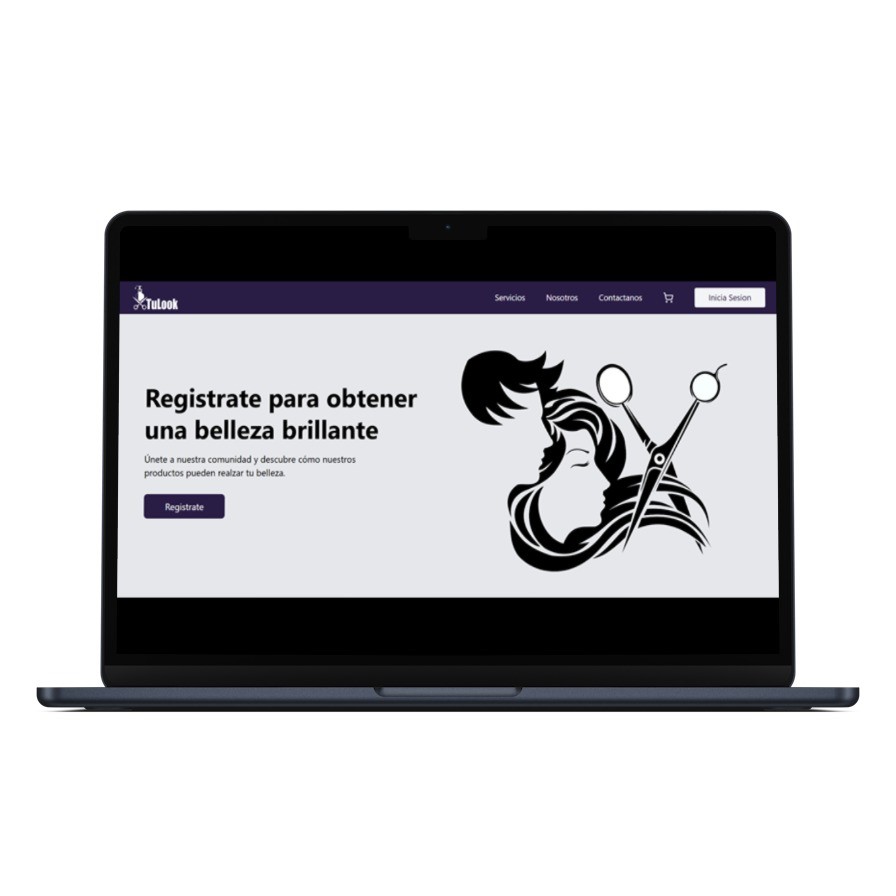 TuLook
Servicios
Nosotros
Contactanos
Inicia Sesion
Registrate para obtener
una belleza brillante
Únete a nuestra comunidad y descubre cómo nuestros
productos pueden realzar tu belleza.
Registrate